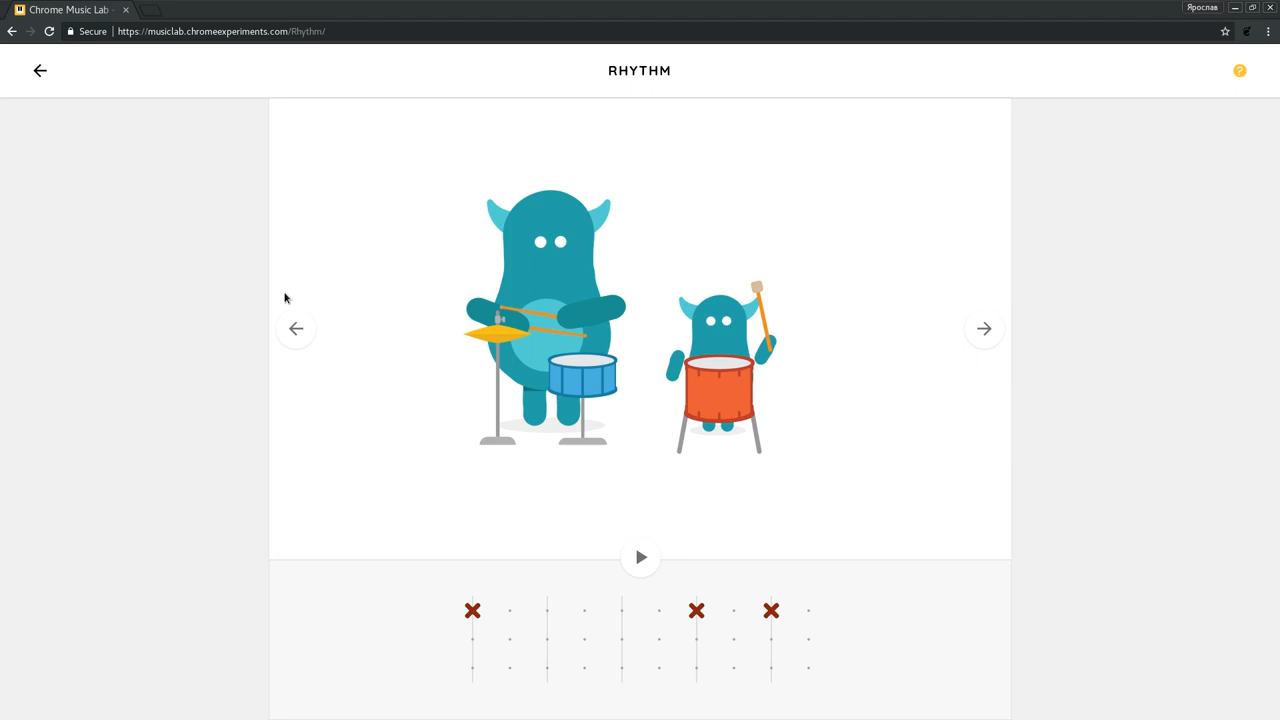 Chrome Music Lab
Ярослав
Secure
https://musiclab.chromeexperiments.com/Rhythm/
RHYTHM
?